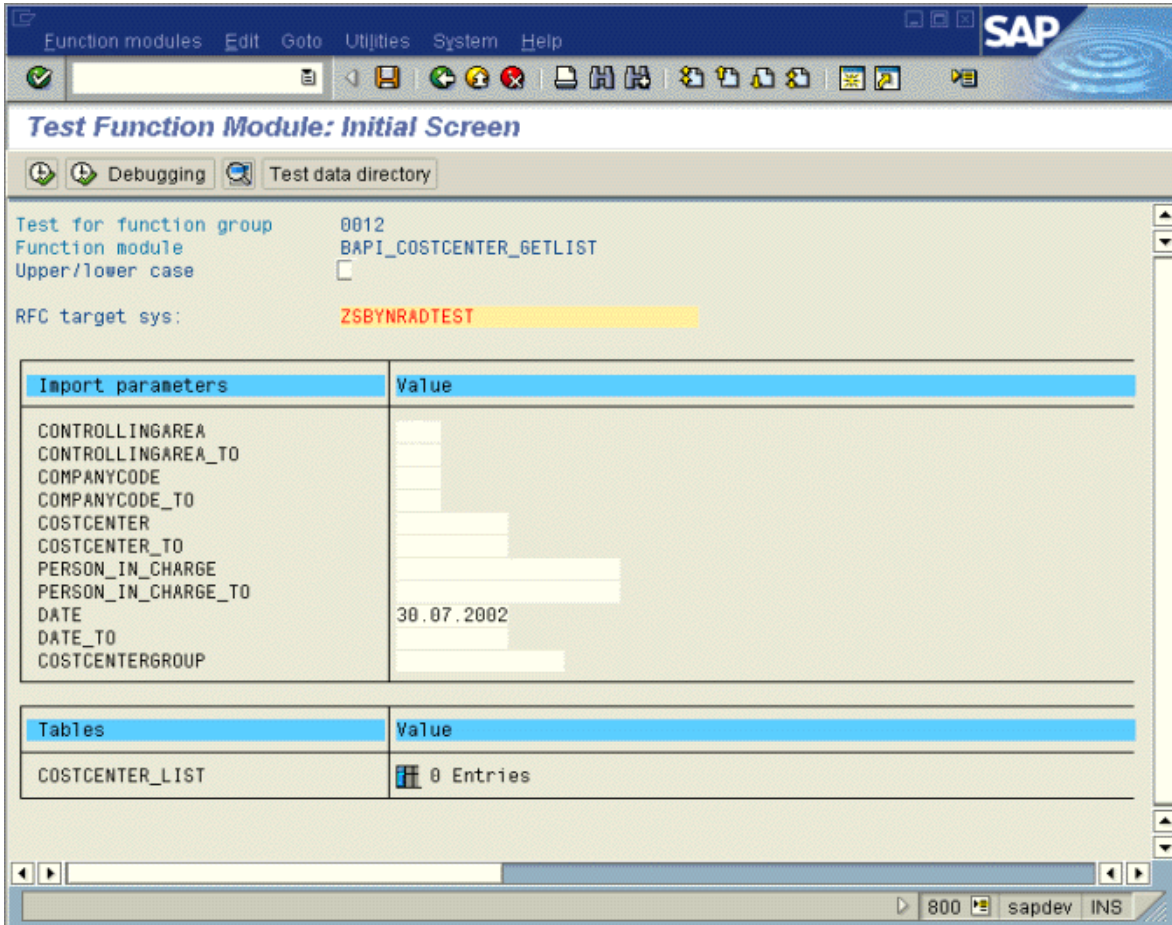 Function modules Edit Goto Utilities System Help
SAP
Test Function Module: Initial Screen
Debugging Test data directory
Test for function group 0012
Function module BAPI_COSTCENTER_GETLIST
Upper/lower case
RFC target sys: ZSBYNRADTEST
Import parameters Value
CONTROLLINGAREA
CONTROLLINGAREA_TO
COMPANYCODE
COMPANYCODE_TO
COSTCENTER
COSTCENTER_TO
PERSON_IN_CHARGE
PERSON_IN_CHARGE_TO
DATE 30.07.2002
DATE_TO
COSTCENTERGROUP
Tables Value
COSTCENTER_LIST 0 Entries
800 sapdev INS